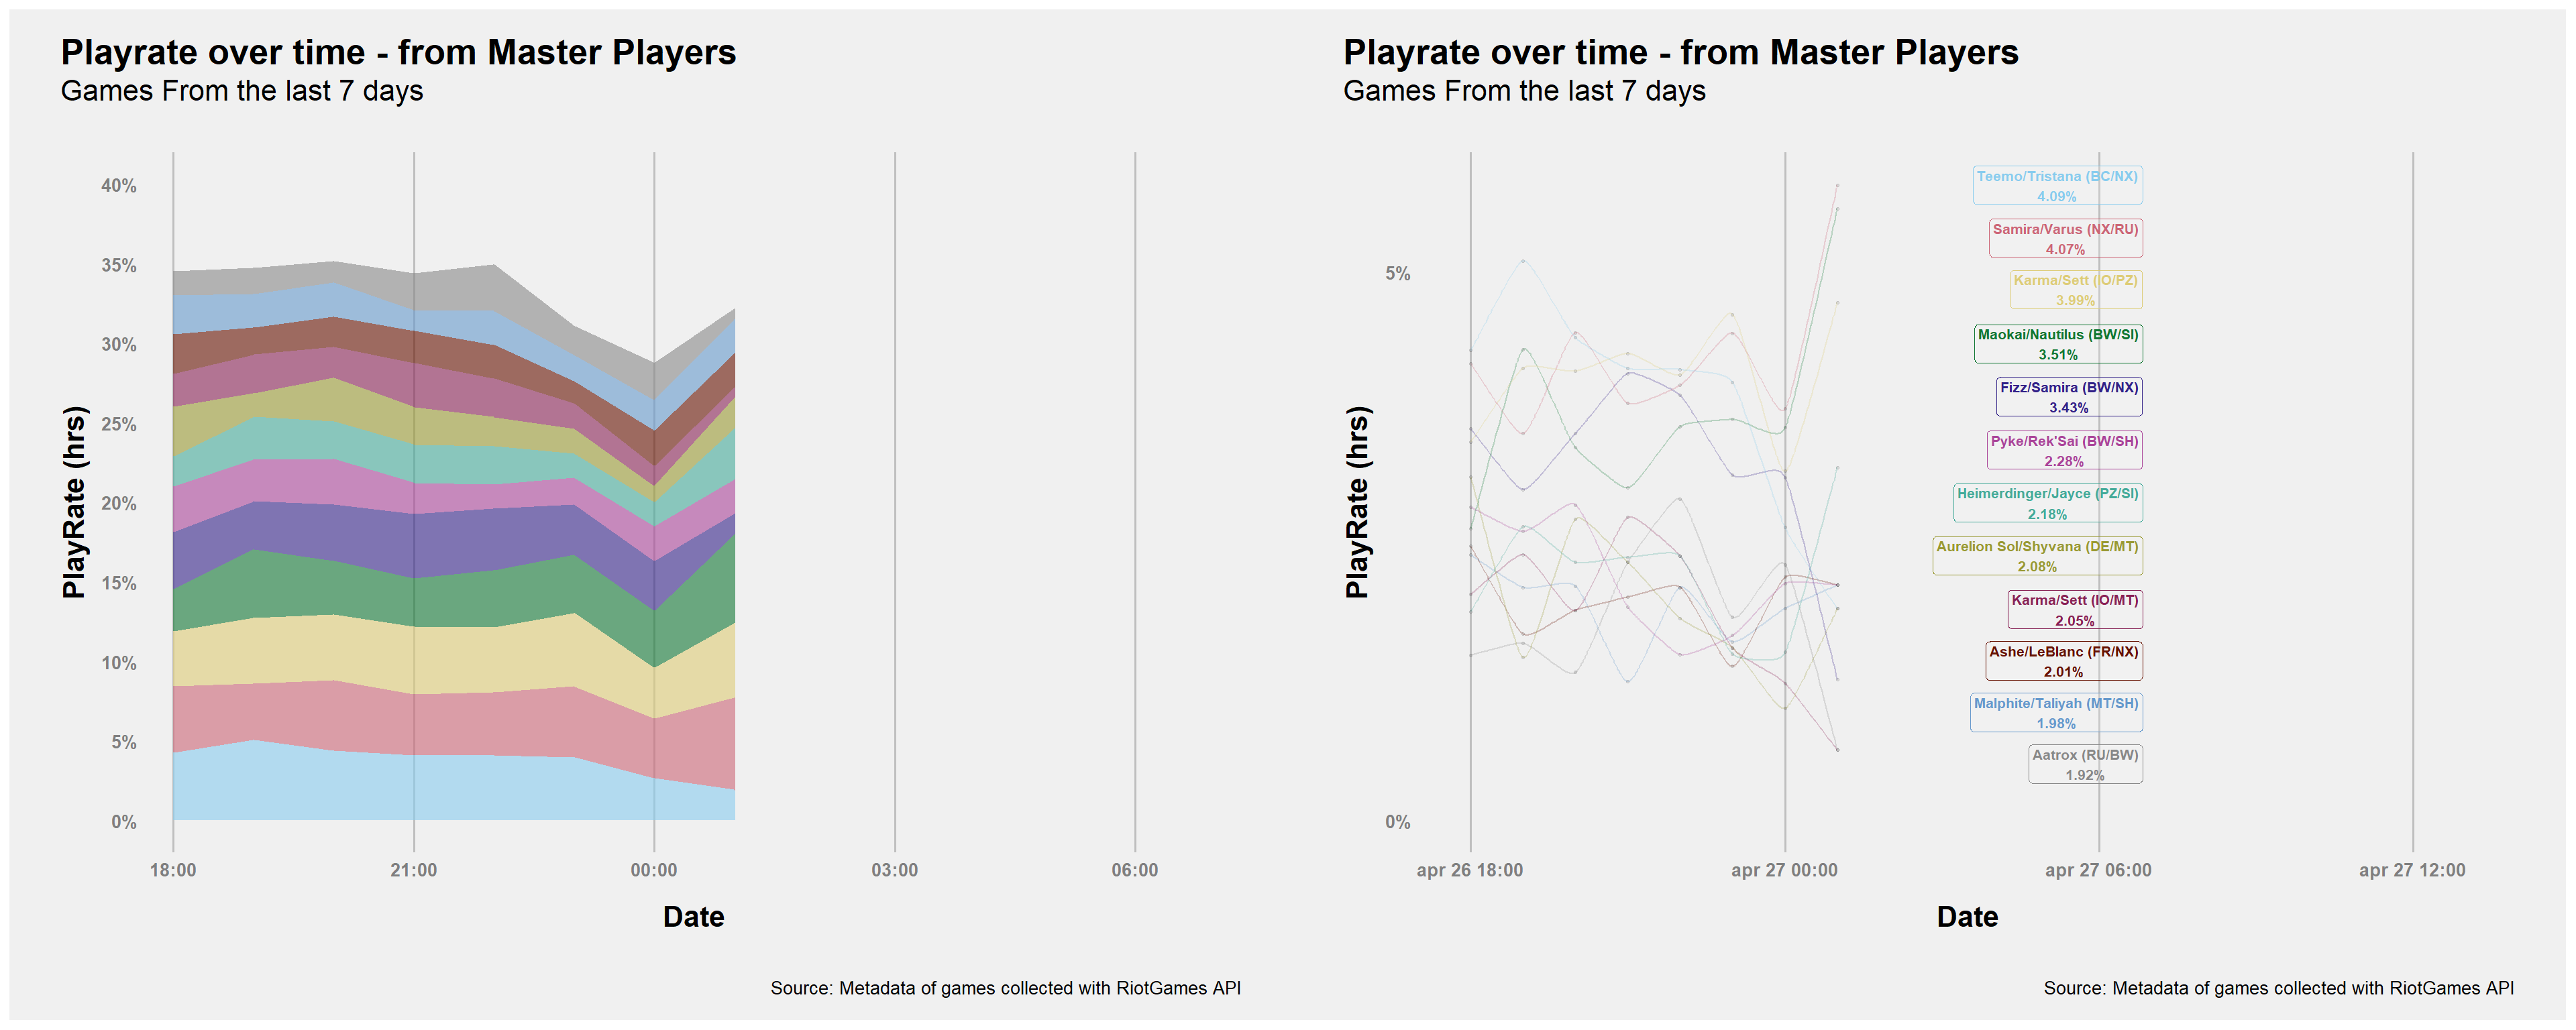 Playrate over time - from Master Players
Games From the last 7 days
PlayRate (hrs)
40%
35%
30%
25%
20%
15%
10%
5%
0%
18:00
21:00
00:00
03:00
06:00
Date
Source: Metadata of games collected with RiotGames API
Playrate over time - from Master Players
Games From the last 7 days
PlayRate (hrs)
5%
0%
Teemo/Tristana (BC/NX)
4.09%
Samira/Varus (NX/RU)
4.07%
Karma/Sett (IO/PZ)
3.99%
Maokai/Nautilus (BW/SI)
3.51%
Fizz/Samira (BW/NX)
3.43%
Pyke/Rek'Sai (BW/SH)
2.28%
Heimerdinger/Jayce (PZ/SI)
2.18%
Aurelion Sol/Shyvana (DE/MT)
2.08%
Karma/Sett (IO/MT)
2.05%
Ashe/LeBlanc (FR/NX)
2.01%
Malphite/Taliyah (MT/SH)
1.98%
Aatrox (RU/BW)
1.92%
apr 26 18:00
apr 27 00:00
apr 27 06:00
apr 27 12:00
Date
Source: Metadata of games collected with RiotGames API